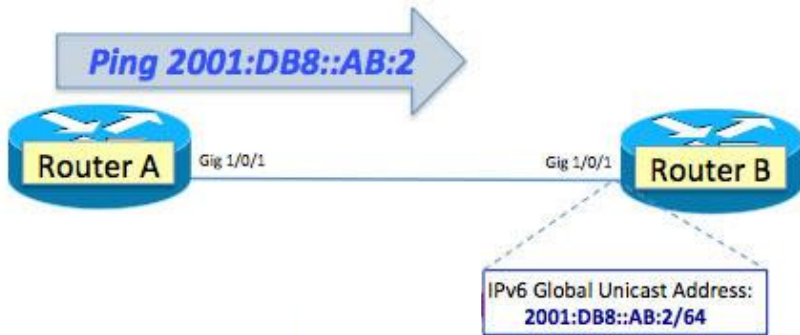 Ping 2001:DB8::AB:2
Router A
Gig 1/0/1
Gig 1/0/1
Router B
IPv6 Global Unicast Address:
2001:DB8::AB:2/64